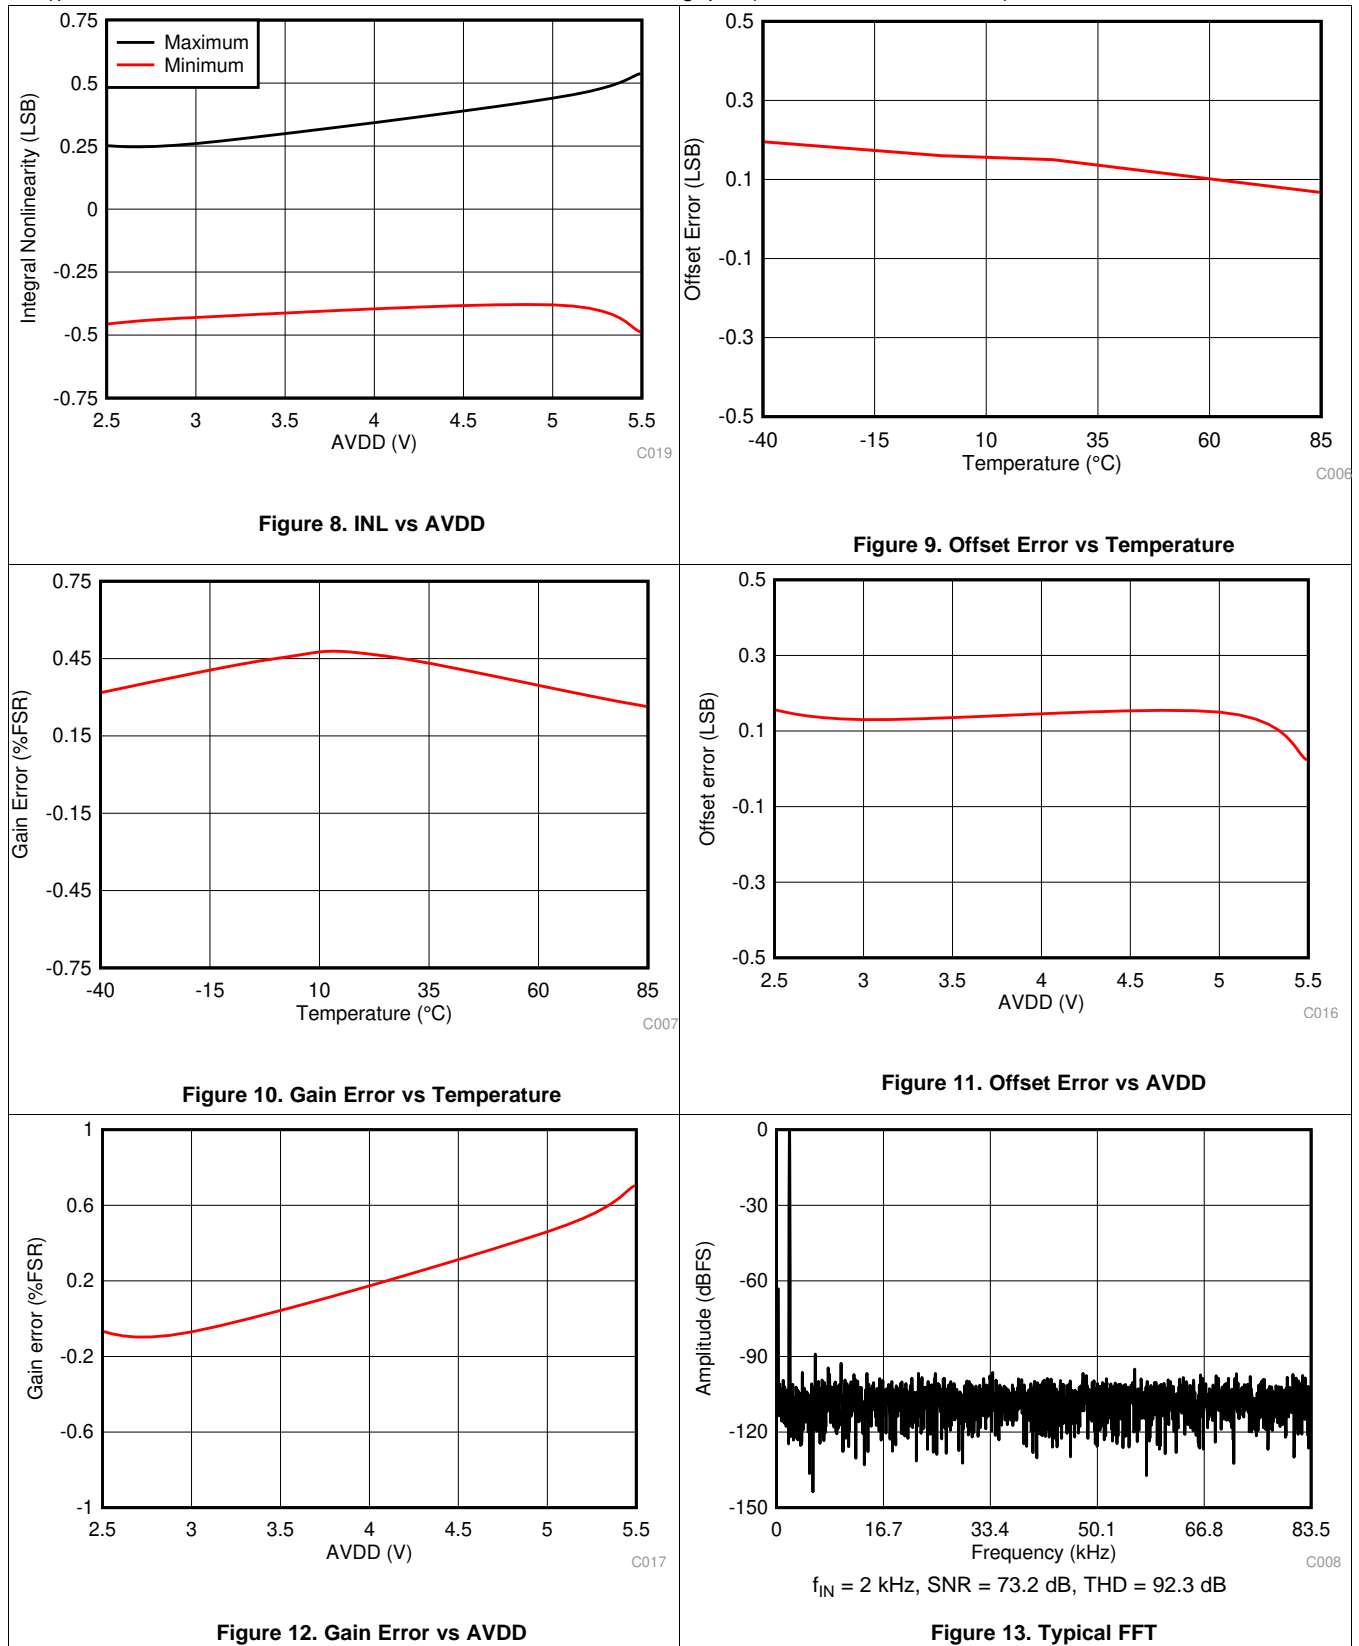 Maximum
Minimum
0.75
0.5
0.25
0
-0.25
-0.5
-0.75
2.5 3 3.5 4 4.5 5 5.5
Integral Nonlinearity (LSB)
AVDD (V)
C019
Figure 8. INL vs AVDD
0.5
0.3
0.1
-0.1
-0.3
-0.5
-40 -15 10 35 60 85
Offset Error (LSB)
Temperature (°C)
C006
Figure 9. Offset Error vs Temperature
0.75
0.45
0.15
-0.15
-0.45
-0.75
-40 -15 10 35 60 85
Gain Error (%FSR)
Temperature (°C)
C007
Figure 10. Gain Error vs Temperature
0.5
0.3
0.1
-0.1
-0.3
-0.5
2.5 3 3.5 4 4.5 5 5.5
Offset error (LSB)
AVDD (V)
C016
Figure 11. Offset Error vs AVDD
1
0.6
0.2
-0.2
-0.6
-1
2.5 3 3.5 4 4.5 5 5.5
Gain error (%FSR)
AVDD (V)
C017
Figure 12. Gain Error vs AVDD
0
-30
-60
-90
-120
-150
0 16.7 33.4 50.1 66.8 83.5
Amplitude (dBFS)
Frequency (kHz)
C008
fIN = 2 kHz, SNR = 73.2 dB, THD = 92.3 dB
Figure 13. Typical FFT